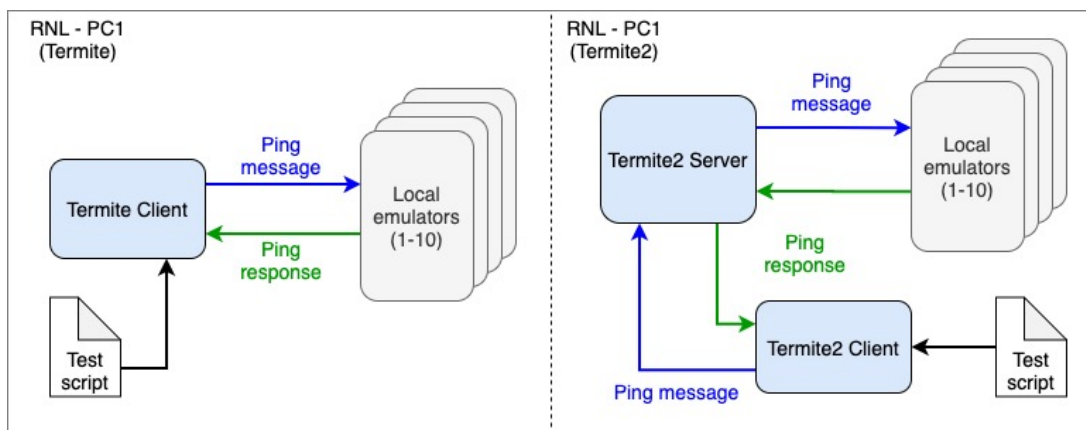 RNL - PC1
(Termite)
Termite Client
Ping
message
Ping
response
Local
emulators
(1-10)
Test
script
RNL - PC1
(Termite2)
Termite2 Server
Ping
message
Local
emulators
(1-10)
Ping
response
Termite2 Client
Ping message
Test
script